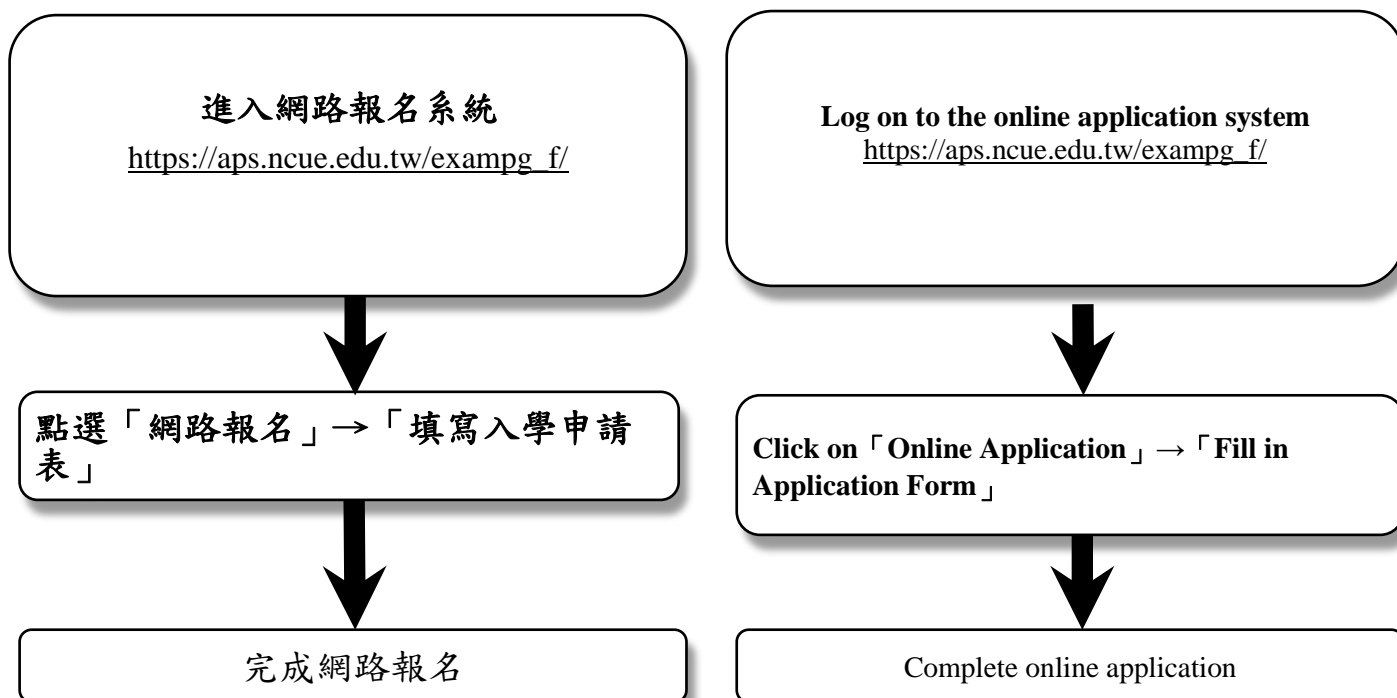 進入網路報名系統
https://aps.ncue.edu.tw/exampg_f/
點選「網路報名」→「填寫入學申請
表」
完成網路報名
Log on to the online application system
https://aps.ncue.edu.tw/exampg_f/
Click on「Online Application」→「Fill in
Application Form」
Complete online application